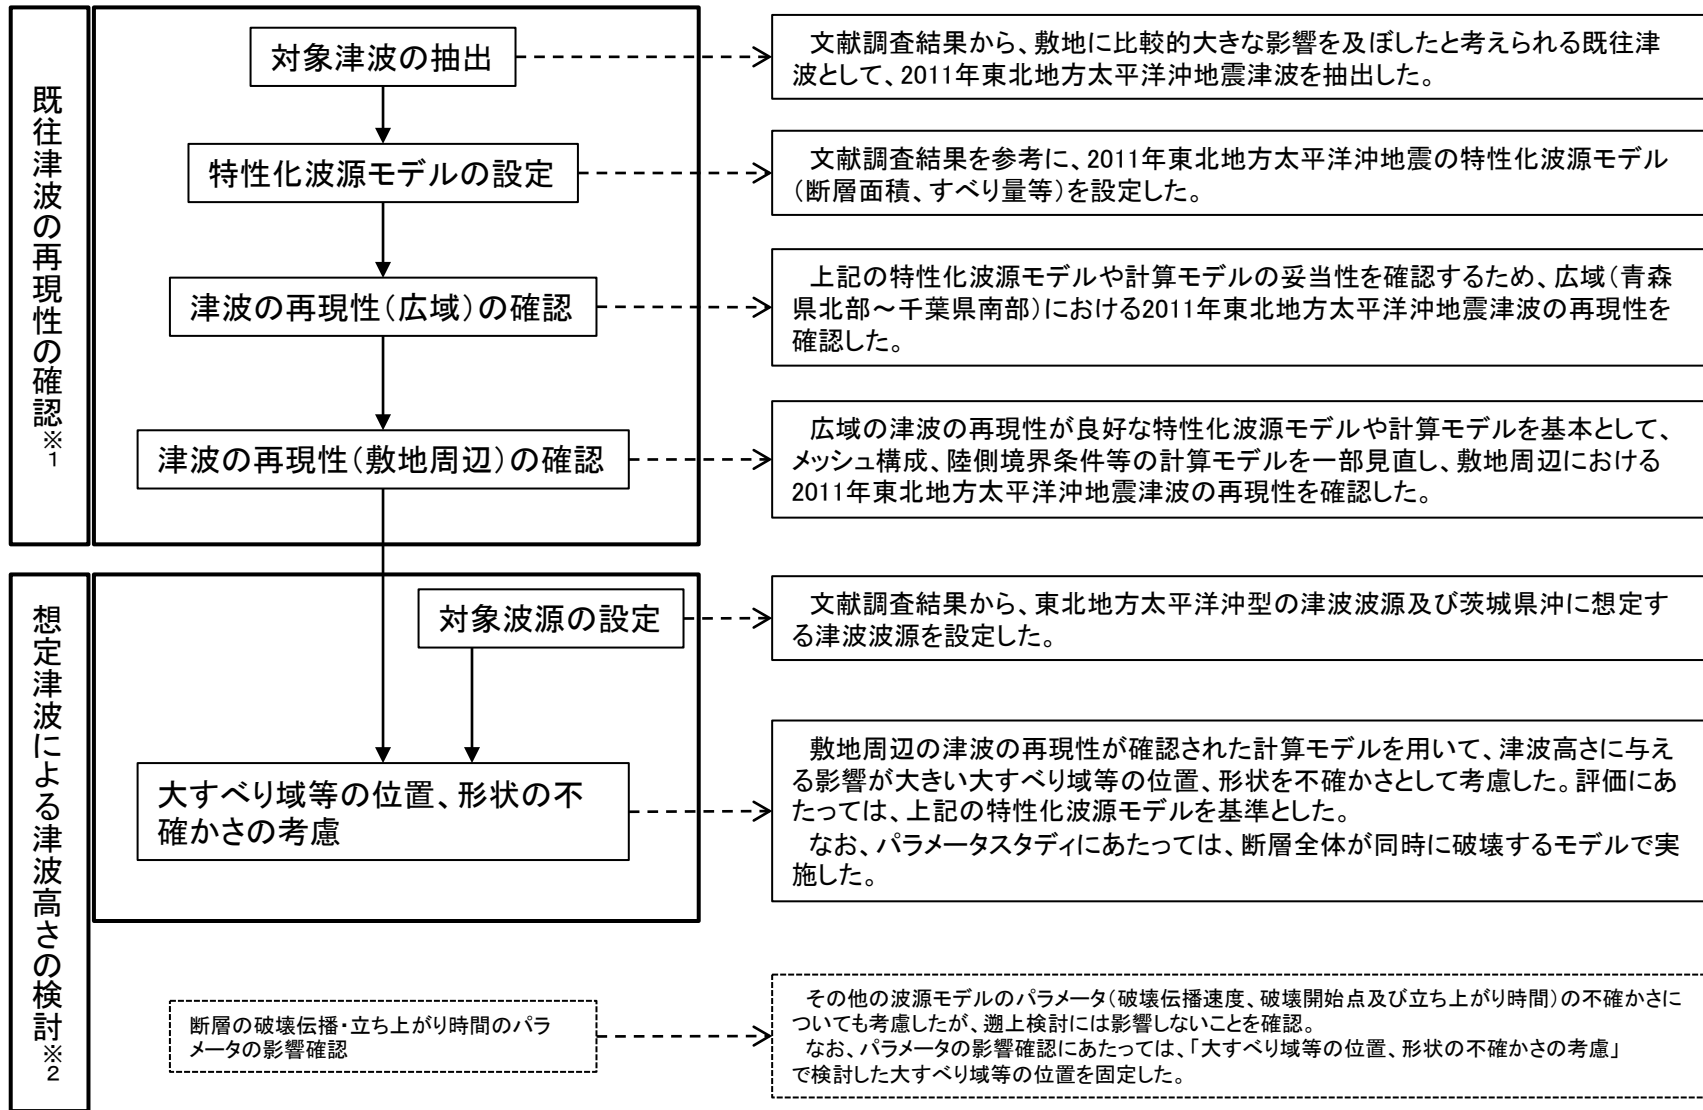 既往津波の再現性の確認※1
対象津波の抽出
文献調査結果から、敷地に比較的大きな影響を及ぼしたと考えられる既往津
波として、2011年東北地方太平洋沖地震津波を抽出した。
特性化波源モデルの設定
文献調査結果を参考に、2011年東北地方太平洋沖地震の特性化波源モデル
（断層面積、すべり量等）を設定した。
津波の再現性（広域）の確認
上記の特性化波源モデルや計算モデルの妥当性を確認するため、広域（青森
県北部～千葉県南部）における2011年東北地方太平洋沖地震津波の再現性を
確認した。
津波の再現性（敷地周辺）の確認
広域の津波の再現性が良好な特性化波源モデルや計算モデルを基本として、
メッシュ構成、陸側境界条件等の計算モデルを一部見直し、敷地周辺における
2011年東北地方太平洋沖地震津波の再現性を確認した。
想定津波による津波高さの検討※2
対象波源の設定
文献調査結果から、東北地方太平洋沖型の津波波源及び茨城県沖に想定す
る津波波源を設定した。
大すべり域等の位置、形状の不
確かさの考慮
敷地周辺の津波の再現性が確認された計算モデルを用いて、津波高さに与え
る影響が大きい大すべり域等の位置、形状を不確かさとして考慮した。評価にあ
たっては、上記の特性化波源モデルを基準とした。
なお、パラメータスタディにあたっては、断層全体が同時に破壊するモデルで実
施した。
断層の破壊伝播・立ち上がり時間のパラ
メータの影響確認
その他の波源モデルのパラメータ（破壊伝播速度、破壊開始点及び立ち上がり時間）の不確かさに
ついても考慮したが、遡上検討には影響しないことを確認。
なお、パラメータの影響確認にあたっては、「大すべり域等の位置、形状の不確かさの考慮」
で検討した大すべり域等の位置を固定した。